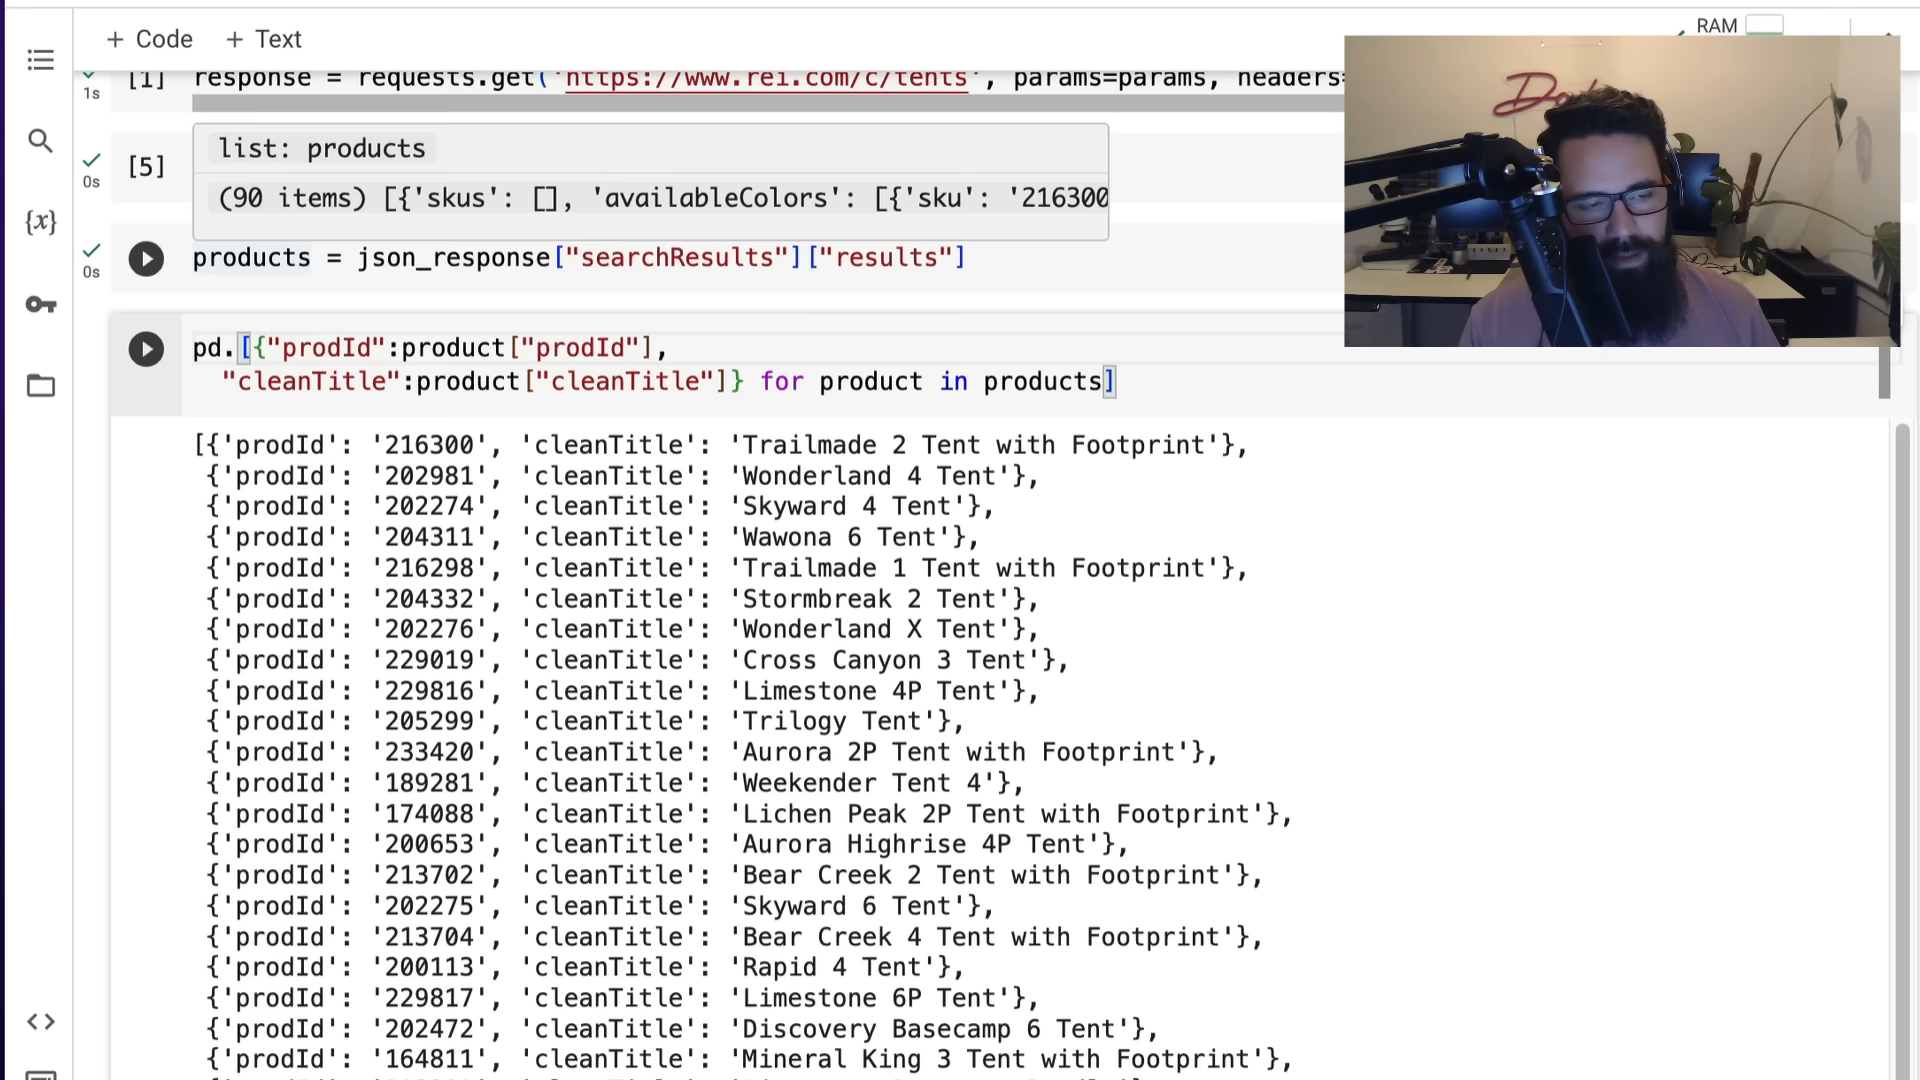 + Code + Text
RAM
[1] response = requests.get('https://www.rei.com/c/tents', params=params, headers=
1s
list: products
[5]
0s
(90 items) [{'skus': [], 'availableColors': [{'sku': '216300
products = json_response["searchResults"]["results"]
0s
pd.[{"prodId":product["prodId"],
"cleanTitle":product["cleanTitle"]} for product in products]
[{'prodId': '216300', 'cleanTitle': 'Trailmade 2 Tent with Footprint'},
{'prodId': '202981', 'cleanTitle': 'Wonderland 4 Tent'},
{'prodId': '202274', 'cleanTitle': 'Skyward 4 Tent'},
{'prodId': '204311', 'cleanTitle': 'Wawona 6 Tent'},
{'prodId': '216298', 'cleanTitle': 'Trailmade 1 Tent with Footprint'},
{'prodId': '204332', 'cleanTitle': 'Stormbreak 2 Tent'},
{'prodId': '202276', 'cleanTitle': 'Wonderland X Tent'},
{'prodId': '229019', 'cleanTitle': 'Cross Canyon 3 Tent'},
{'prodId': '229816', 'cleanTitle': 'Limestone 4P Tent'},
{'prodId': '205299', 'cleanTitle': 'Trilogy Tent'},
{'prodId': '233420', 'cleanTitle': 'Aurora 2P Tent with Footprint'},
{'prodId': '189281', 'cleanTitle': 'Weekender Tent 4'},
{'prodId': '174088', 'cleanTitle': 'Lichen Peak 2P Tent with Footprint'},
{'prodId': '200653', 'cleanTitle': 'Aurora Highrise 4P Tent'},
{'prodId': '213702', 'cleanTitle': 'Bear Creek 2 Tent with Footprint'},
{'prodId': '202275', 'cleanTitle': 'Skyward 6 Tent'},
{'prodId': '213704', 'cleanTitle': 'Bear Creek 4 Tent with Footprint'},
{'prodId': '200113', 'cleanTitle': 'Rapid 4 Tent'},
{'prodId': '229817', 'cleanTitle': 'Limestone 6P Tent'},
{'prodId': '202472', 'cleanTitle': 'Discovery Basecamp 6 Tent'},
{'prodId': '164811', 'cleanTitle': 'Mineral King 3 Tent with Footprint'},